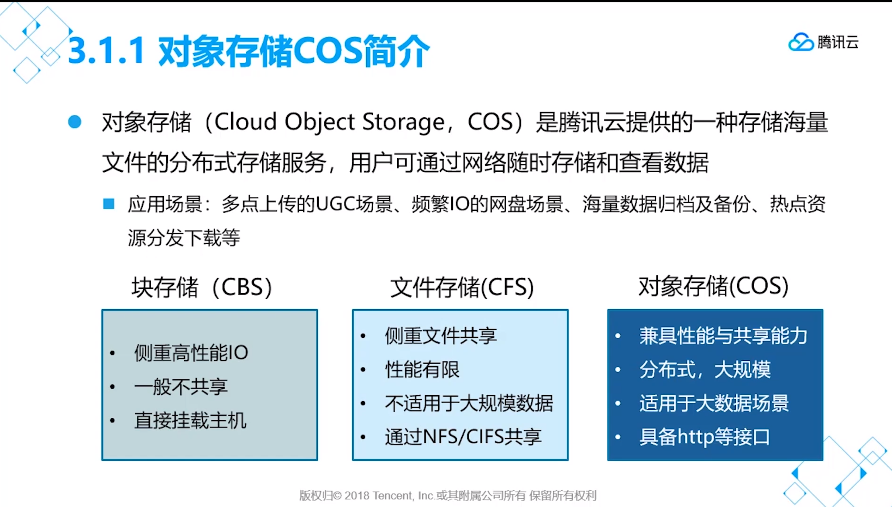 3.1.1 对象存储COS简介
腾讯云
对象存储（Cloud Object Storage，COS）是腾讯云提供的一种存储海量
文件的分布式存储服务，用户可通过网络随时存储和查看数据
应用场景：多点上传的UGC场景、频繁IO的网盘场景、海量数据归档及备份、热点资
源分发下载等
块存储（CBS）
• 侧重高性能IO
• 一般不共享
• 直接挂载主机
文件存储(CFS)
• 侧重文件共享
• 性能有限
• 不适用于大规模数据
• 通过NFS/CIFS共享
对象存储(COS)
• 兼具性能与共享能力
• 分布式，大规模
• 适用于大数据场景
• 具备http等接口
版权归© 2018 Tencent, Inc.或其附属公司所有 保留所有权利